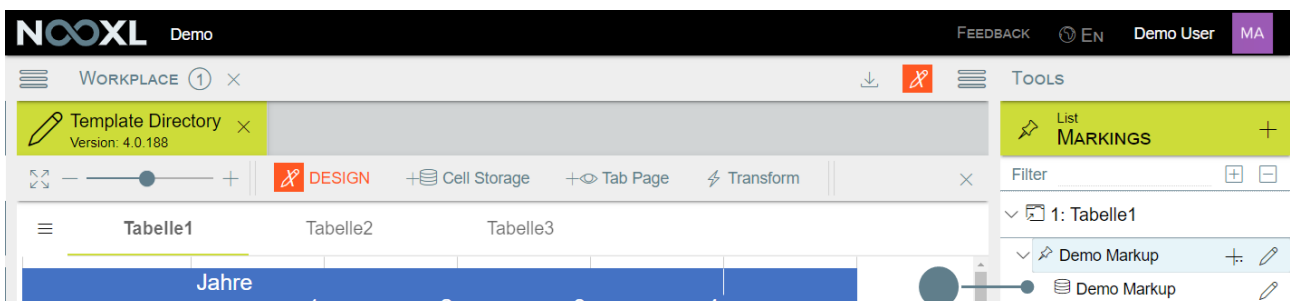 NOOXL Demo FEEDBACK EN Demo User MA
WORKPLACE 1 TOOLS
Template Directory
Version: 4.0.188
List
MARKINGS
DESIGN Cell Storage Tab Page Transform
Filter
Tabelle1 Tabelle2 Tabelle3
1: Tabelle1
Demo Markup
Jahre
Demo Markup